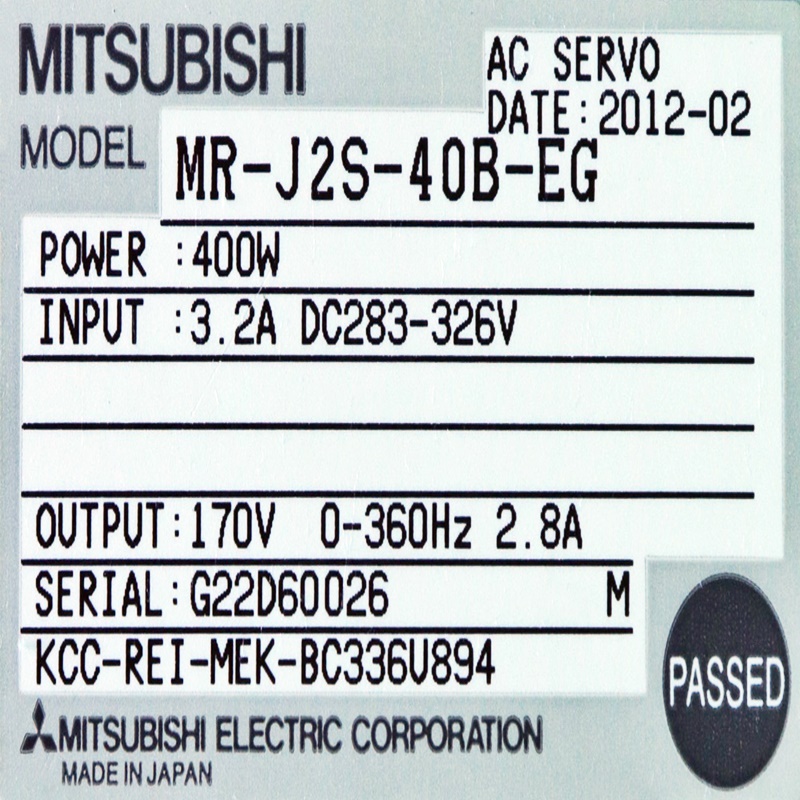 MITSUBISHI
AC SERVO
DATE:2012-02
MODEL MR-J2S-40B-EG
POWER :400W
INPUT :3.2A DC283-326V
OUTPUT:170V 0-360Hz 2.8A
SERIAL:G22D60026 M
KCC-REI-MEK-BC336U894
PASSED
MITSUBISHI ELECTRIC CORPORATION
MADE IN JAPAN